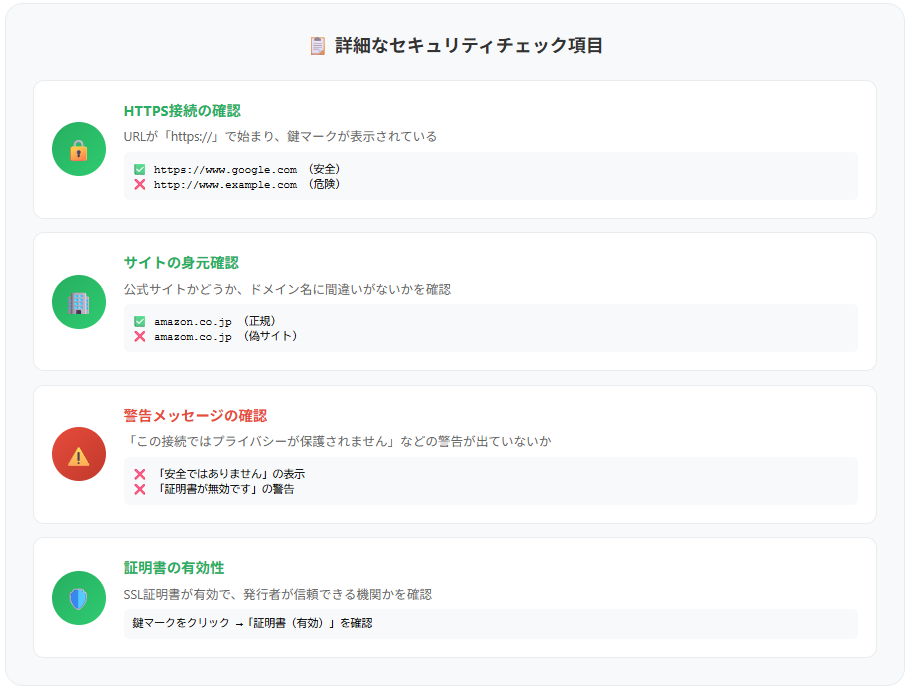 📋 詳細なセキュリティチェック項目
HTTPS接続の確認
URLが「https://」で始まり、鍵マークが表示されている
✅ https://www.google.com （安全）
❌ http://www.example.com （危険）
サイトの身元確認
公式サイトかどうか、ドメイン名に間違いがないかを確認
✅ amazon.co.jp （正規）
❌ amazom.co.jp （偽サイト）
警告メッセージの確認
「この接続ではプライバシーが保護されません」などの警告が出ていないか
❌ 「安全ではありません」の表示
❌ 「証明書が無効です」の警告
証明書の有効性
SSL証明書が有効で、発行者が信頼できる機関かを確認
鍵マークをクリック →「証明書（有効）」を確認